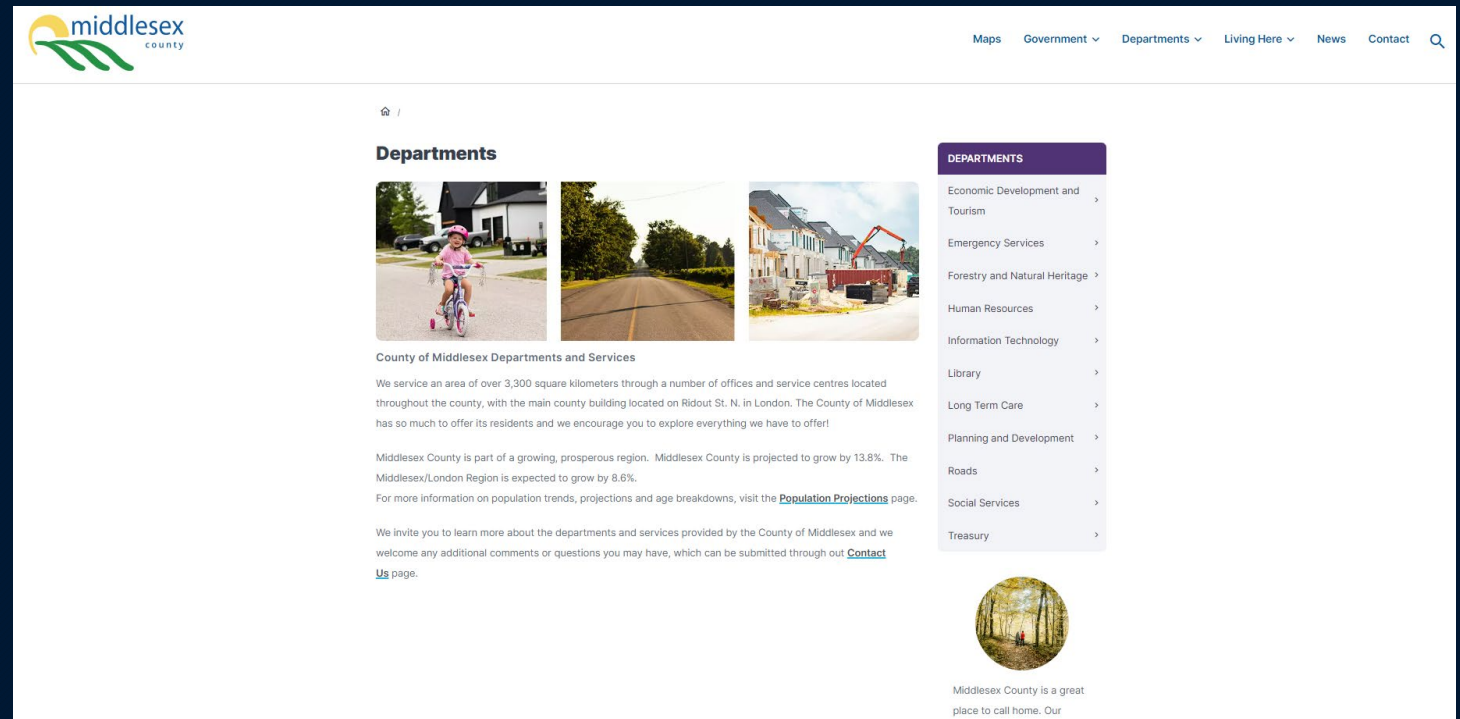 middlesex
county
Maps Government Departments Living Here News Contact
/
Departments
County of Middlesex Departments and Services
We service an area of over 3,300 square kilometers through a number of offices and service centres located
throughout the county, with the main county building located on Ridout St. N. in London. The County of Middlesex
has so much to offer its residents and we encourage you to explore everything we have to offer!
Middlesex County is part of a growing, prosperous region. Middlesex County is projected to grow by 13.8%. The
Middlesex/London Region is expected to grow by 8.6%.
For more information on population trends, projections and age breakdowns, visit the Population Projections page.
We invite you to learn more about the departments and services provided by the County of Middlesex and we
welcome any additional comments or questions you may have, which can be submitted through out Contact
Us page.
DEPARTMENTS
Economic Development and
Tourism
Emergency Services
Forestry and Natural Heritage
Human Resources
Information Technology
Library
Long Term Care
Planning and Development
Roads
Social Services
Treasury
Middlesex County is a great
place to call home. Our